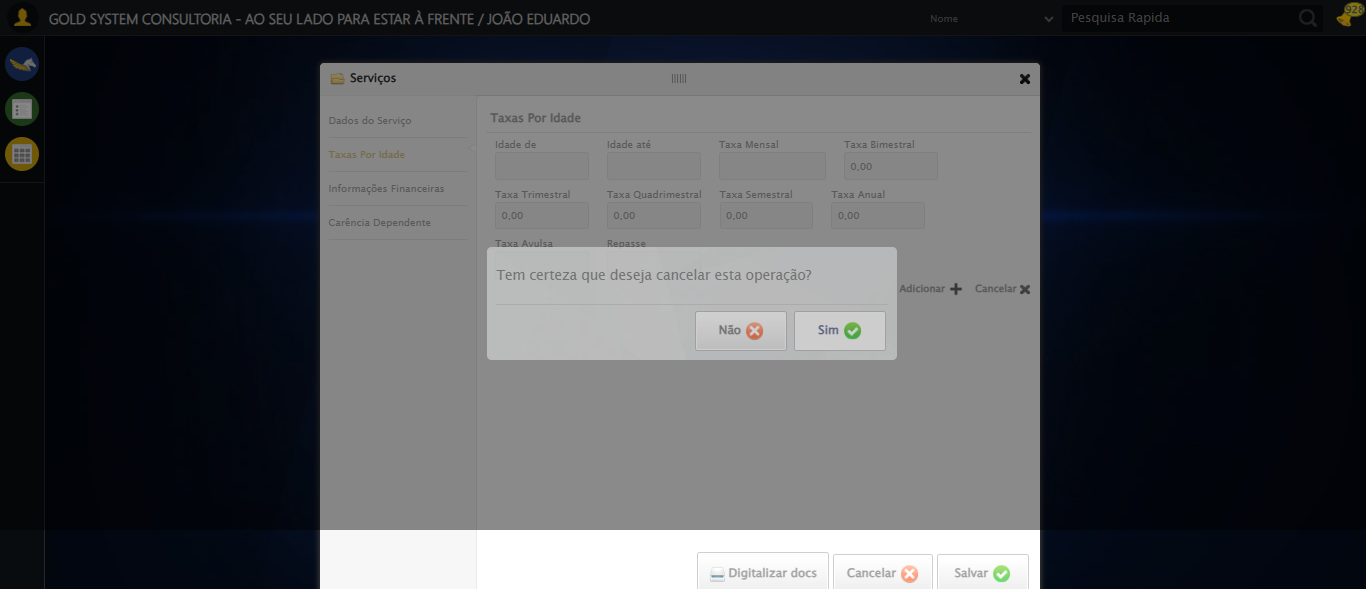 GOLD SYSTEM CONSULTORIA - AO SEU LADO PARA ESTAR À FRENTE / JOÃO EDUARDO
Nome
Pesquisa Rapida
928
Serviços
Dados do Serviço
Taxas Por Idade
Informações Financeiras
Carência Dependente
Taxas Por Idade
Idade de Idade até Taxa Mensal Taxa Bimestral
0,00
Taxa Trimestral Taxa Quadrimestral Taxa Semestral Taxa Anual
0,00 0,00 0,00 0,00
Taxa Avulsa Repasse
Tem certeza que deseja cancelar esta operação?
Adicionar Cancelar
Não Sim
Digitalizar docs Cancelar Salvar